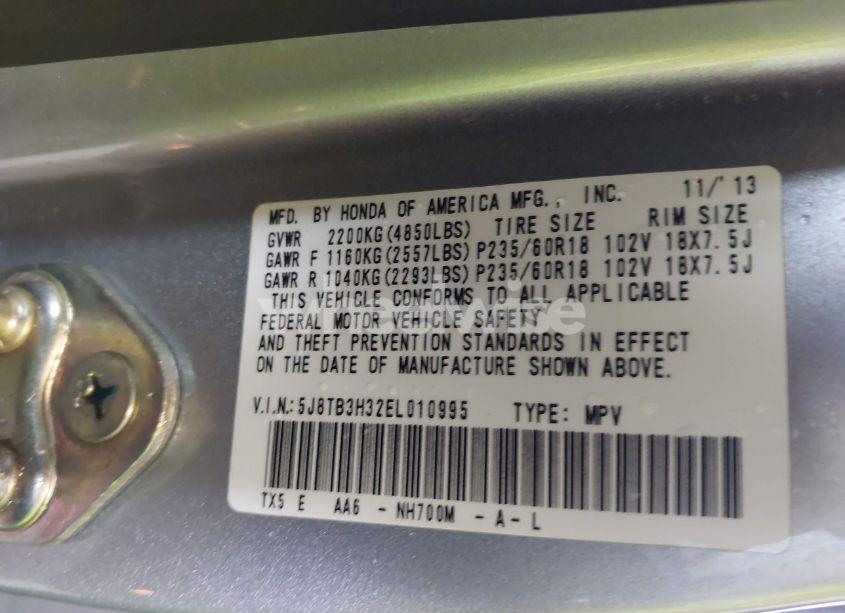 MFD. BY HONDA OF AMERICA MFG., INC. 11/'13
GVWR 2200KG(4850LBS) TIRE SIZE RIM SIZE
GAWR F 1160KG(2557LBS) P235/60R18 102V 18X7.5J
GAWR R 1040KG(2293LBS) P235/60R18 102V 18X7.5J
THIS VEHICLE CONFORMS TO ALL APPLICABLE
FEDERAL MOTOR VEHICLE SAFETY
AND THEFT PREVENTION STANDARDS IN EFFECT
ON THE DATE OF MANUFACTURE SHOWN ABOVE.
V.I.N.: 5J8TB3H32EL010995 TYPE: MPV
TX5 E AA6 - NH700M - A - L